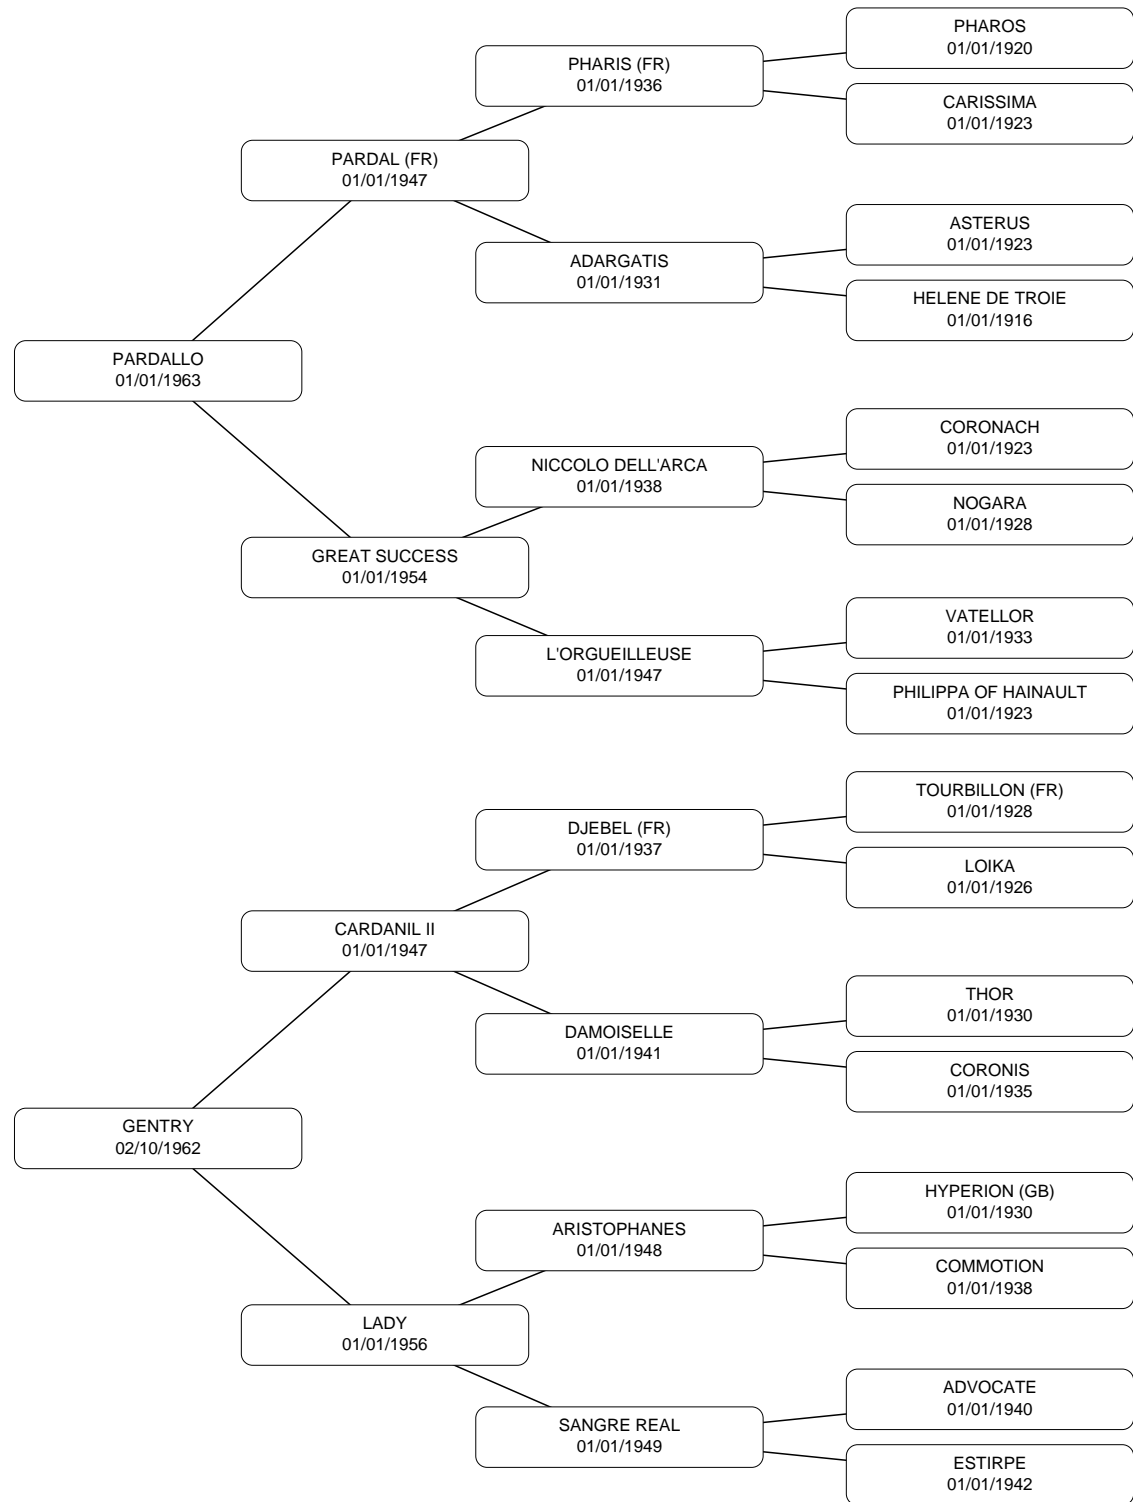 PHAROS
01/01/1920
PHARIS (FR)
01/01/1936
CARISSIMA
01/01/1923
PARDAL (FR)
01/01/1947
ASTERUS
01/01/1923
ADARGATIS
01/01/1931
HELENE DE TROIE
01/01/1916
PARDALLO
01/01/1963
CORONACH
01/01/1923
NICCOLO DELL'ARCA
01/01/1938
NOGARA
01/01/1928
GREAT SUCCESS
01/01/1954
VATELLOR
01/01/1933
L'ORGUEILLEUSE
01/01/1947
PHILIPPA OF HAINAULT
01/01/1923
TOURBILLON (FR)
01/01/1928
DJEBEL (FR)
01/01/1937
LOIKA
01/01/1926
CARDANIL II
01/01/1947
THOR
01/01/1930
DAMOISELLE
01/01/1941
CORONIS
01/01/1935
GENTRY
02/10/1962
HYPERION (GB)
01/01/1930
ARISTOPHANES
01/01/1948
COMMOTION
01/01/1938
LADY
01/01/1956
ADVOCATE
01/01/1940
SANGRE REAL
01/01/1949
ESTIRPE
01/01/1942